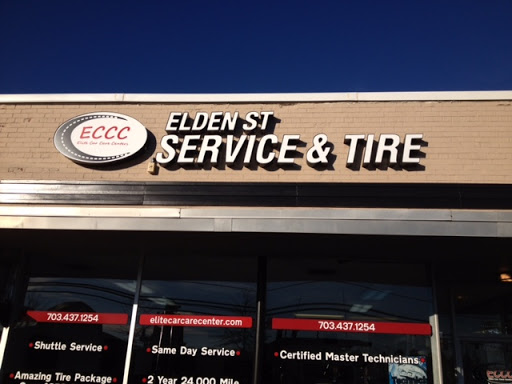 ECCC
Elite Car Care Center
ELDEN ST
SERVICE & TIRE
703.437.1254
elitecarcarecenter.com
703.437.1254
Shuttle Service
Same Day Service
Certified Master Technicians
Amazing Tire Package
2 Year 24,000 Mile